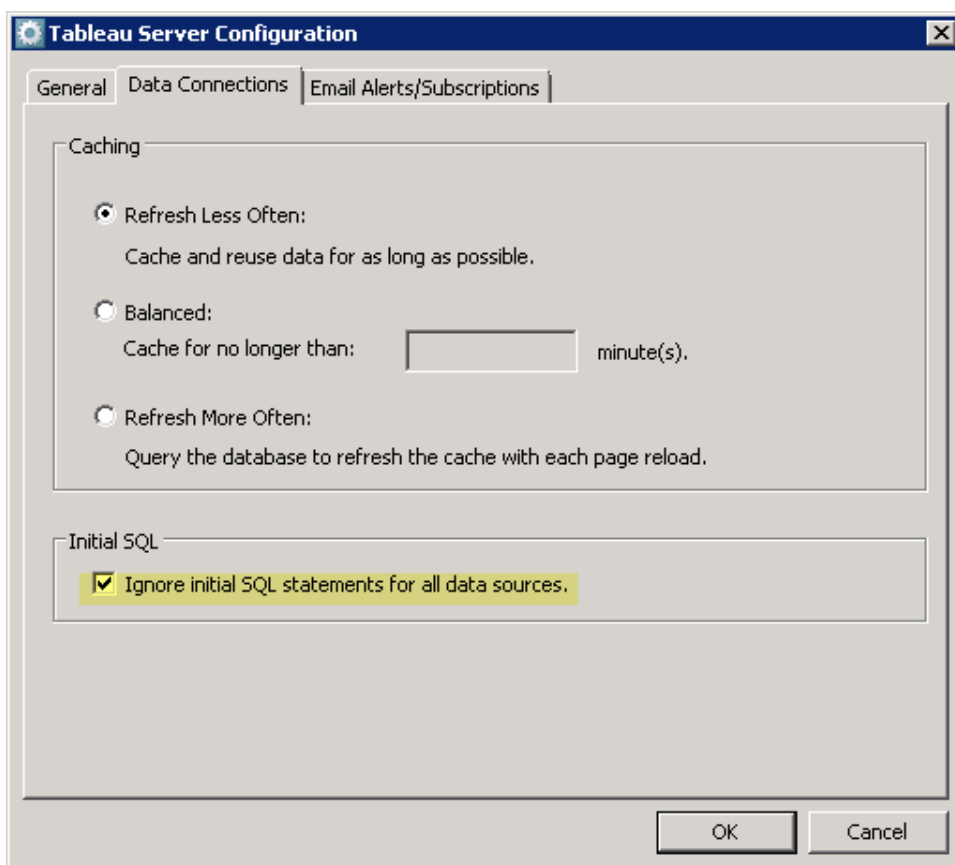 Tableau Server Configuration
General Data Connections Email Alerts/Subscriptions
Caching
Refresh Less Often:
Cache and reuse data for as long as possible.
Balanced:
Cache for no longer than: minute(s).
Refresh More Often:
Query the database to refresh the cache with each page reload.
Initial SQL
Ignore initial SQL statements for all data sources.
OK Cancel